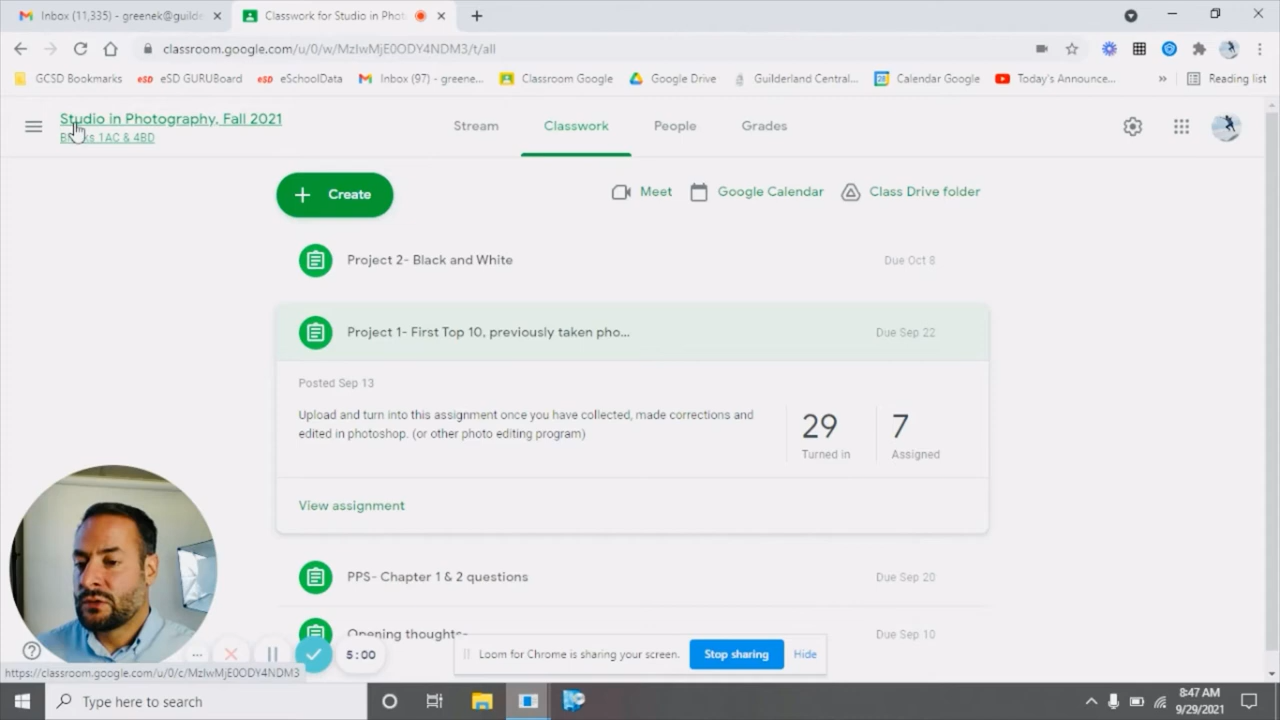 Inbox (11,335) - greenek@guilde
Classwork for Studio in Phot
classroom.google.com/u/0/w/MzIwMjE0ODY4NDM3/t/all
GCSD Bookmarks
eSD GURUBoard
eSchoolData
Inbox (97) - greene...
Classroom Google
Google Drive
Guilderland Central...
Calendar Google
Today's Announce...
»
Reading list
Studio in Photography, Fall 2021
1AC & 4BD
Stream
Classwork
People
Grades
Create
Meet
Google Calendar
Class Drive folder
Project 2- Black and White
Due Oct 8
Project 1- First Top 10, previously taken pho...
Due Sep 22
Posted Sep 13
Upload and turn into this assignment once you have collected, made corrections and
edited in photoshop. (or other photo editing program)
29
Turned in
7
Assigned
View assignment
PPS- Chapter 1 & 2 questions
Due Sep 20
Opening thoughts-
Due Sep 10
5:00
Loom for Chrome is sharing your screen.
Stop sharing
Hide
https://classroom.google.com/u/0/c/MzIwMjE0ODY4NDM3
Type here to search
8:47 AM
9/29/2021